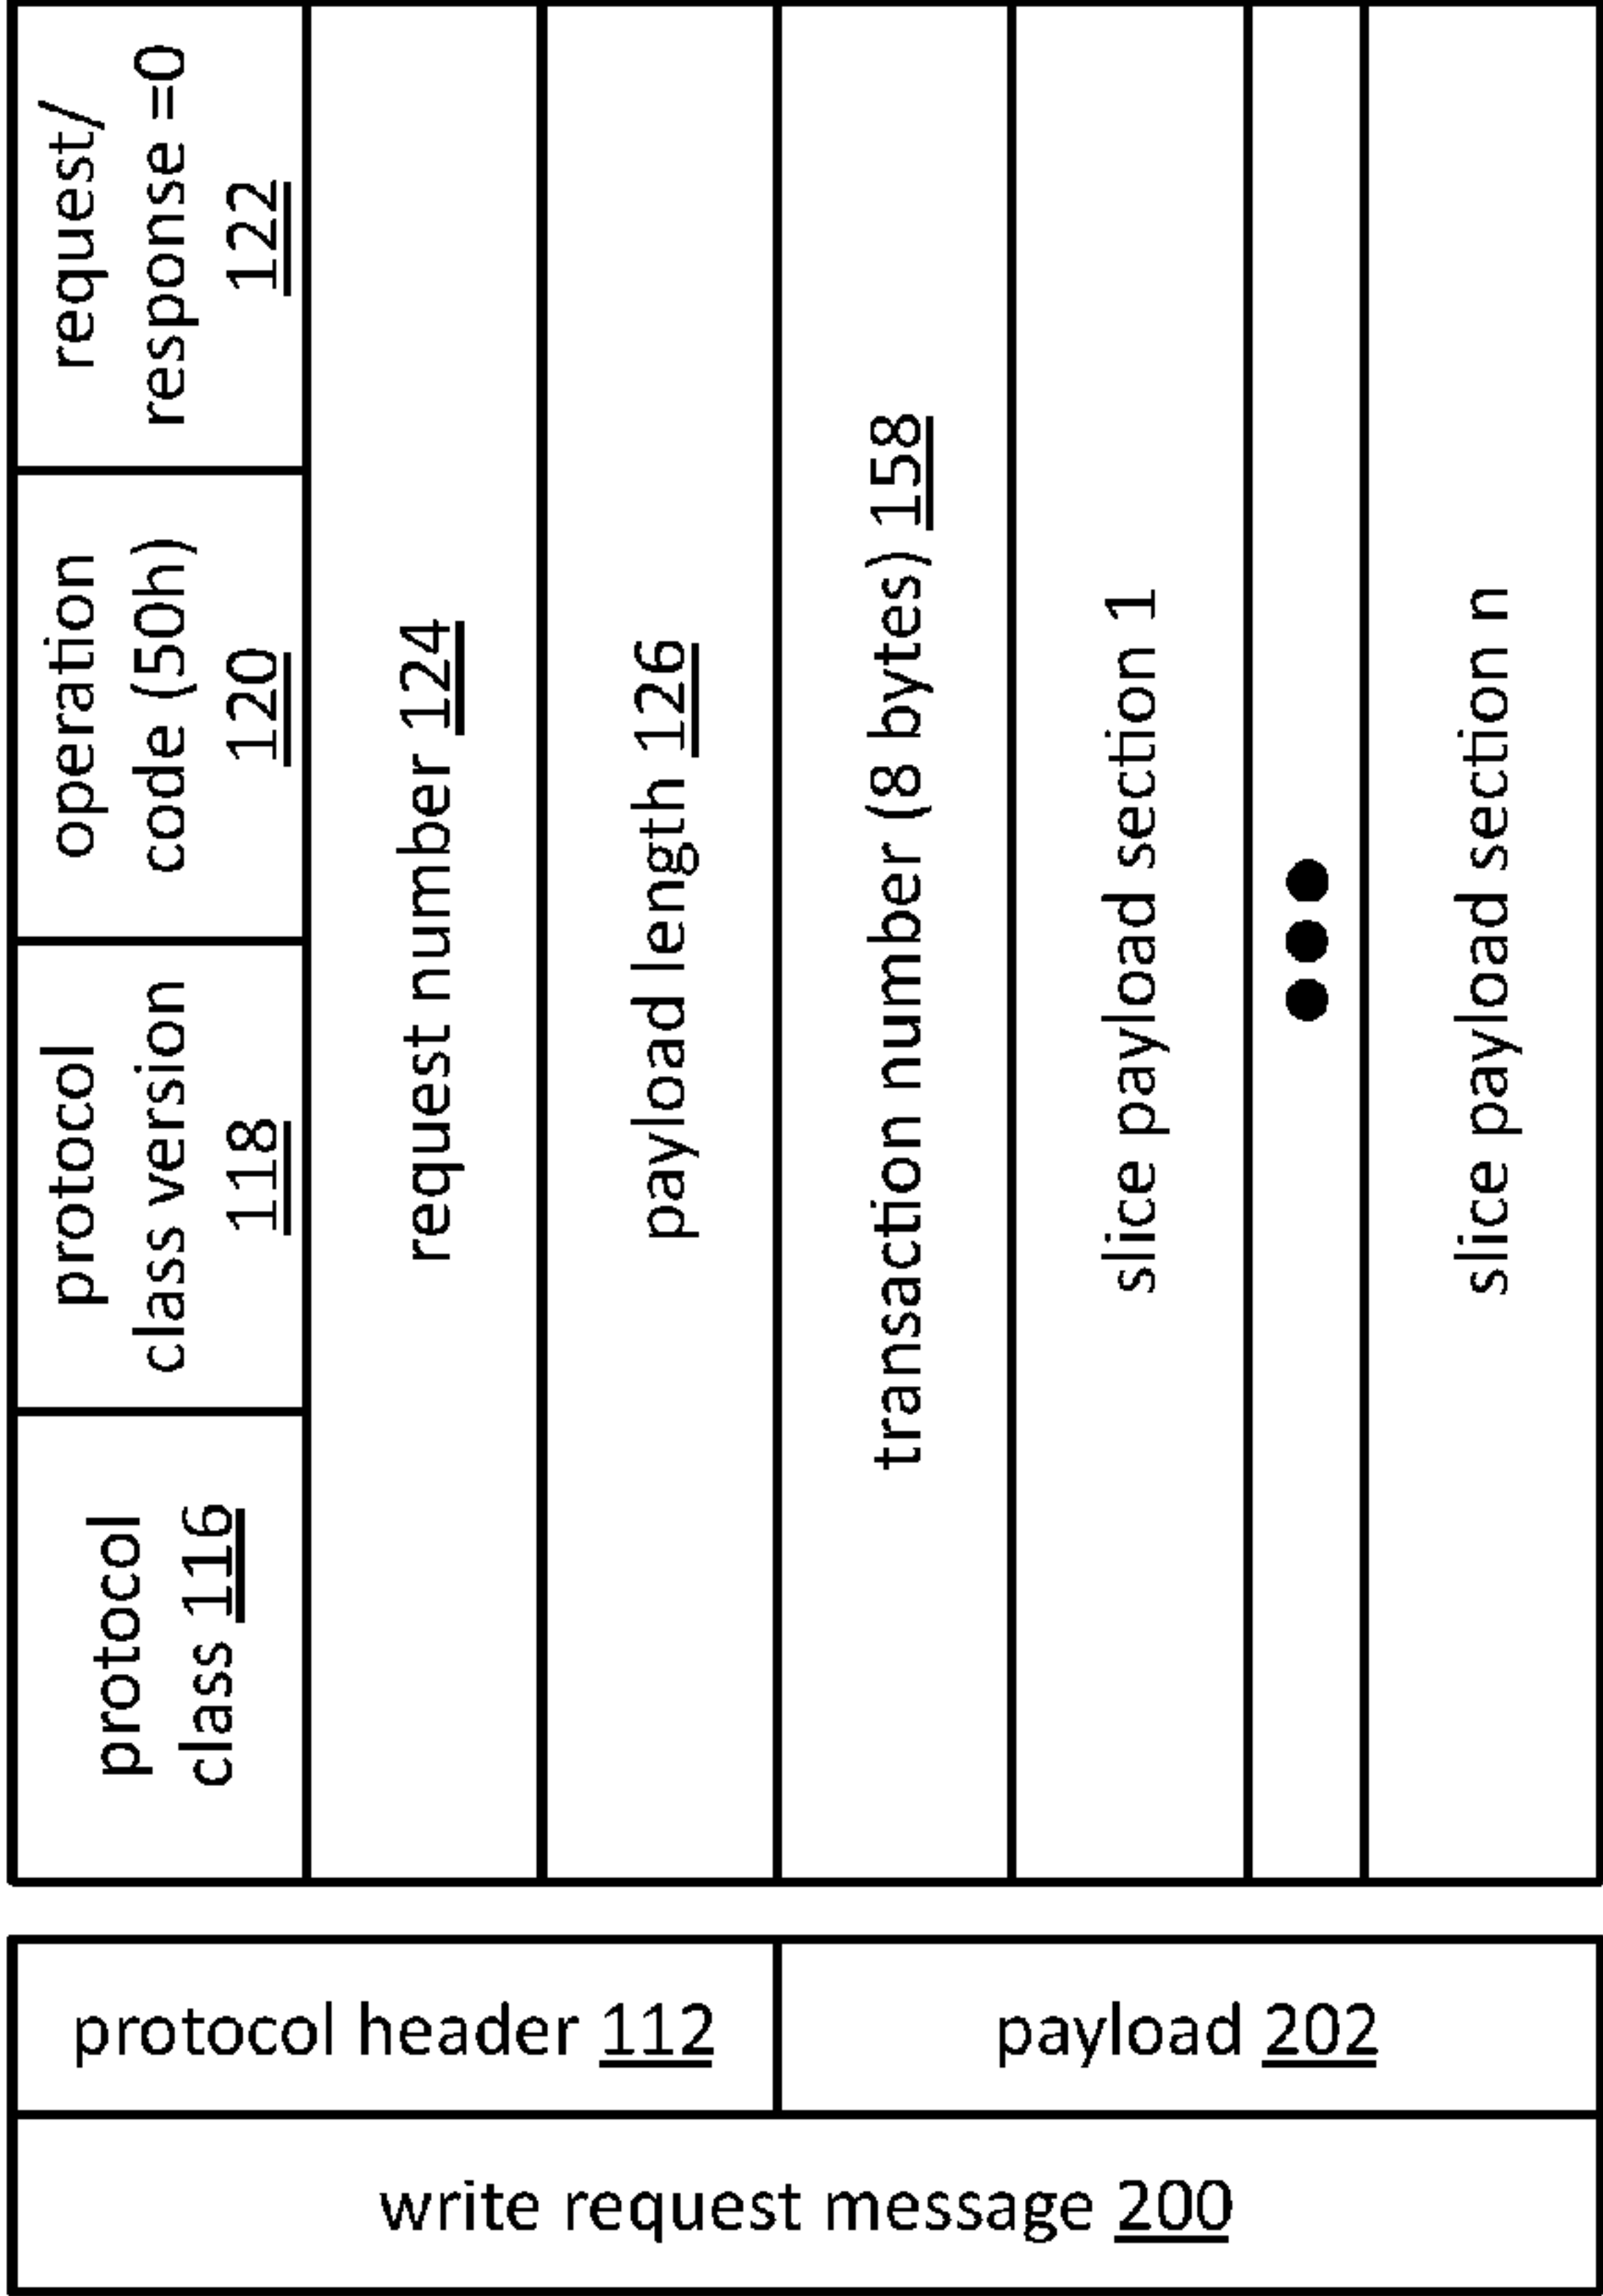 protocol
class 116
protocol
class version
118
operation
code (50h)
120
request/
response =0
122
request number 124
payload length 126
transaction number (8 bytes) 158
slice payload section 1
slice payload section n
protocol header 112
payload 202
write request message 200